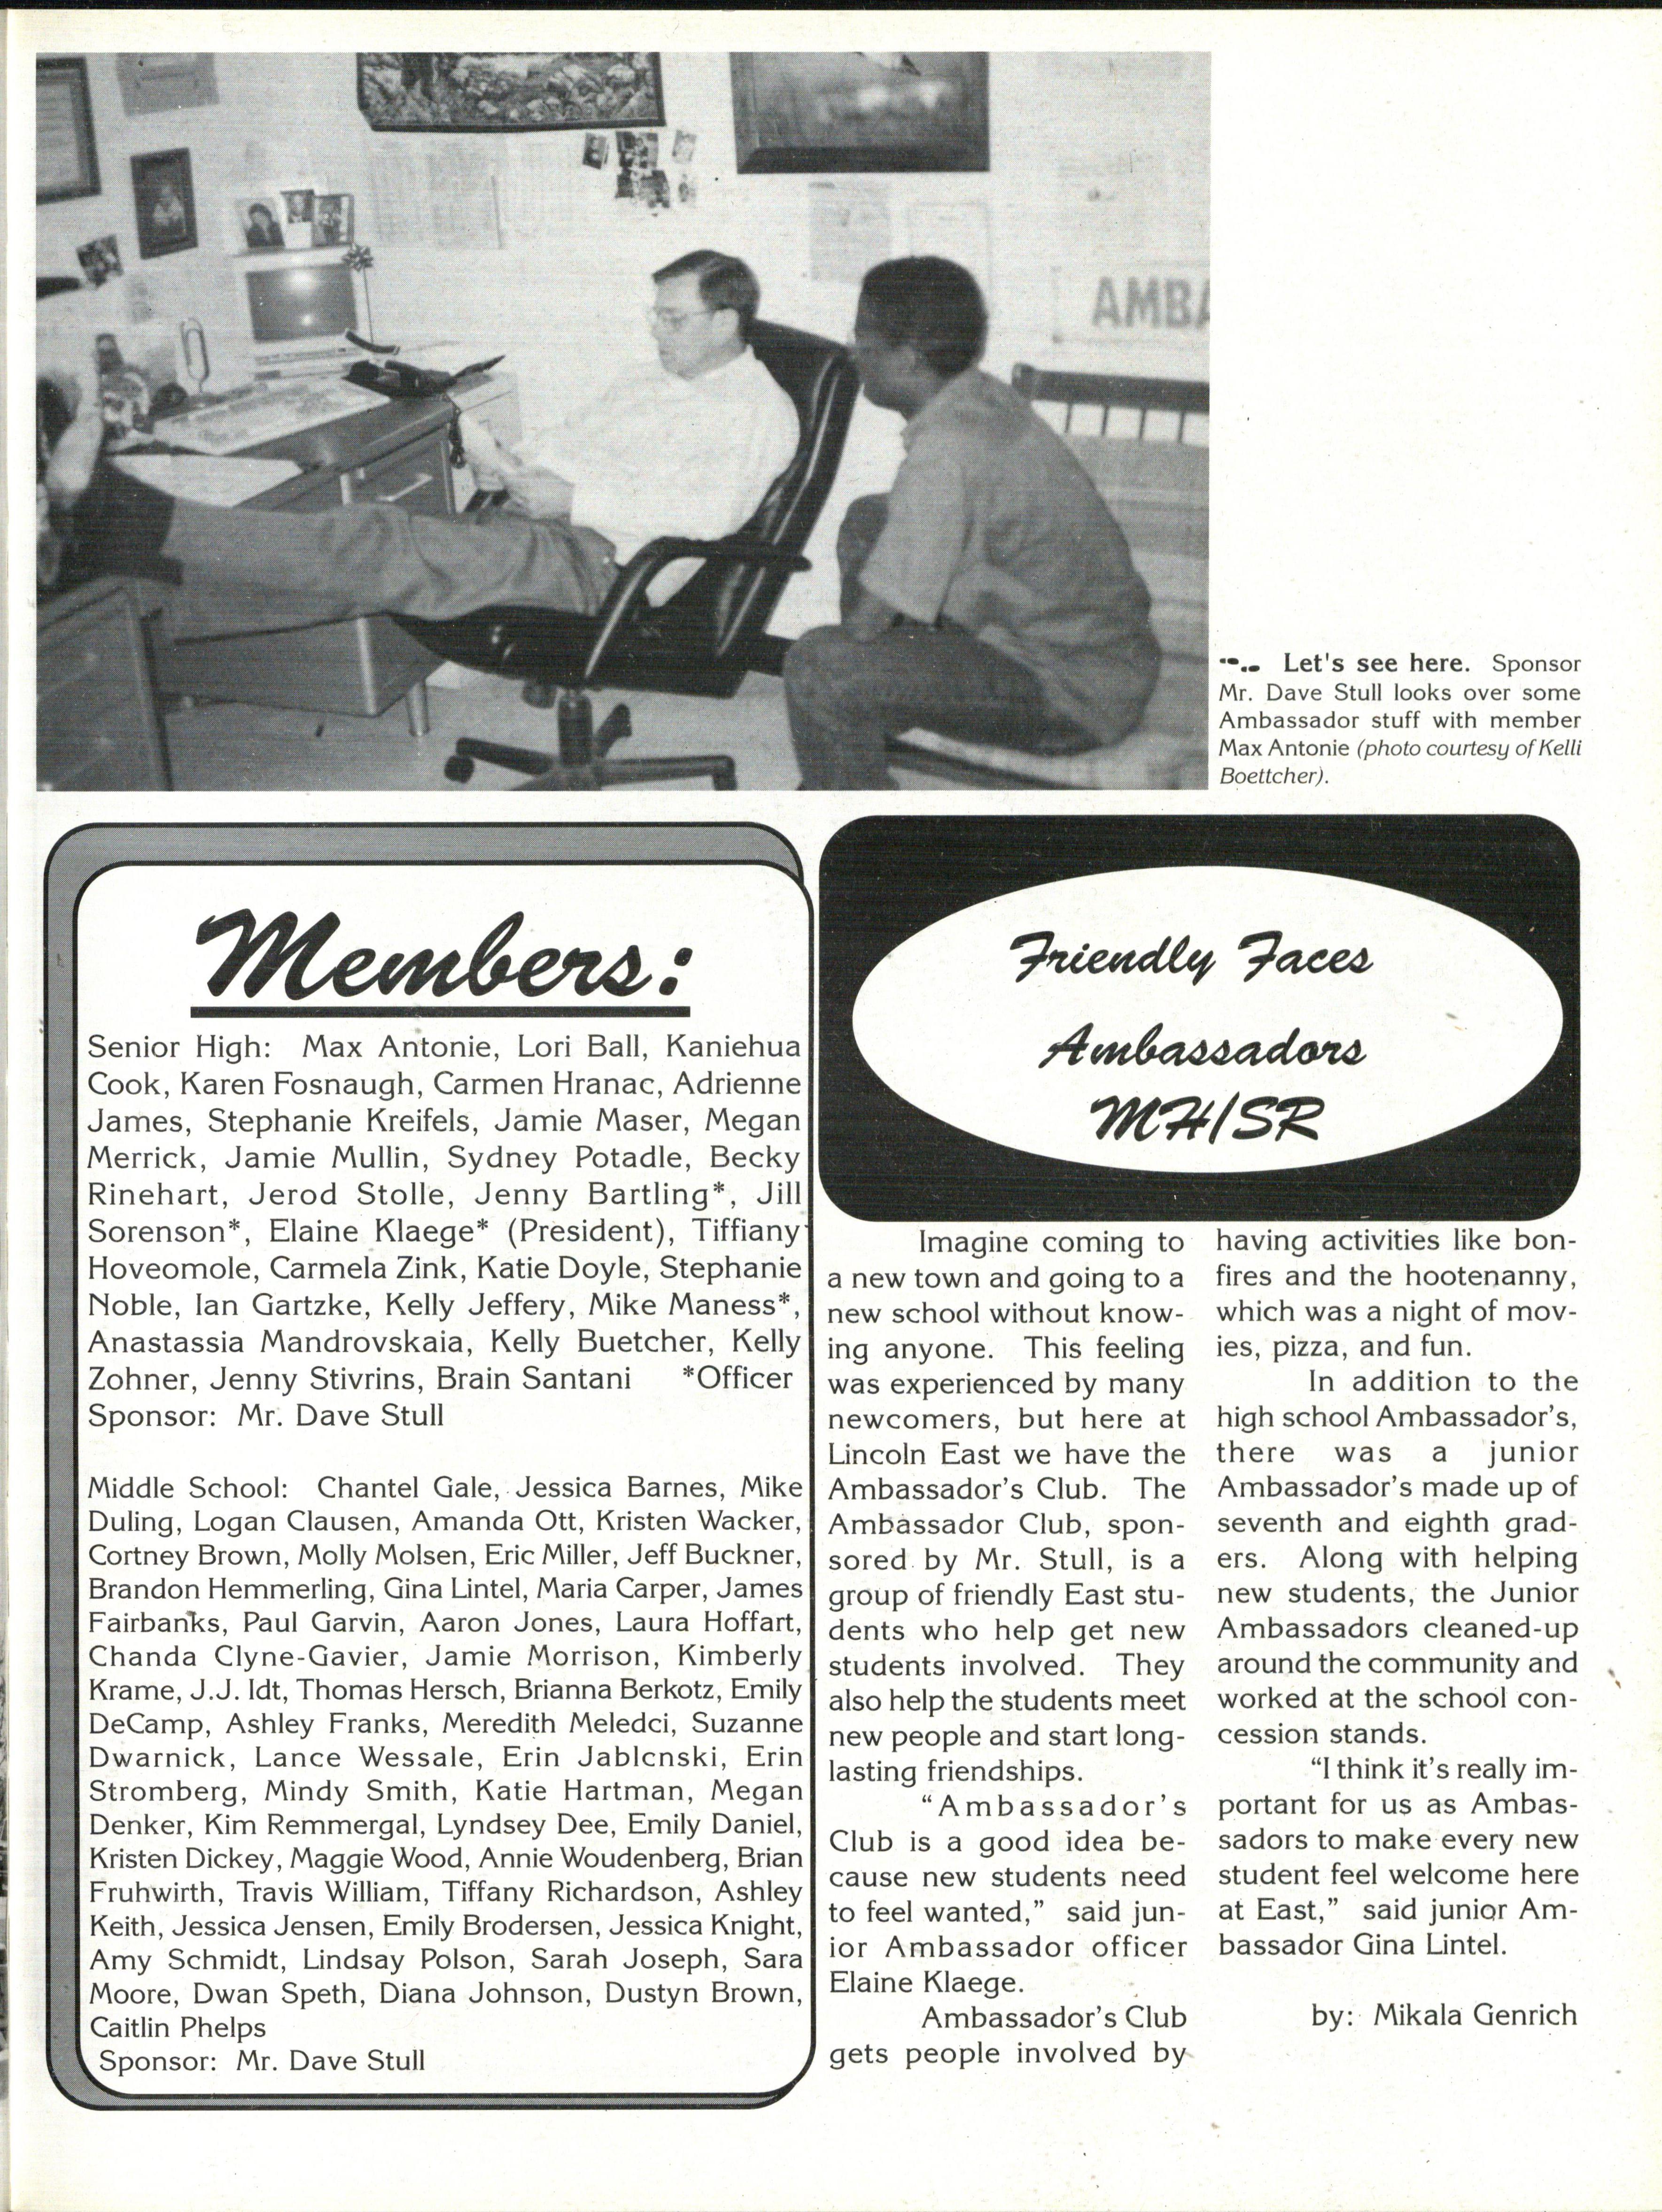 AMBA
Let's see here. Sponsor
Mr. Dave Stull looks over some
Ambassador stuff with member
Max Antonie (photo courtesy of Kelli
Boettcher).
Members:
Senior High: Max Antonie, Lori Ball, Kaniehua
Cook, Karen Fosnaugh, Carmen Hranac, Adrienne
James, Stephanie Kreifels, Jamie Maser, Megan
Merrick, Jamie Mullin, Sydney Potadle, Becky
Rinehart, Jerod Stolle, Jenny Bartling*, Jill
Sorenson*, Elaine Klaege* (President), Tiffiany
Hoveomole, Carmela Zink, Katie Doyle, Stephanie
Noble, Ian Gartzke, Kelly Jeffery, Mike Maness*,
Anastassia Mandrovskaia, Kelly Buetcher, Kelly
Zohner, Jenny Stivrins, Brain Santani *Officer
Sponsor: Mr. Dave Stull
Middle School: Chantel Gale, Jessica Barnes, Mike
Duling, Logan Clausen, Amanda Ott, Kristen Wacker,
Cortney Brown, Molly Molsen, Eric Miller, Jeff Buckner,
Brandon Hemmerling, Gina Lintel, Maria Carper, James
Fairbanks, Paul Garvin, Aaron Jones, Laura Hoffart,
Chanda Clyne-Gavier, Jamie Morrison, Kimberly
Krame, J.J. Idt, Thomas Hersch, Brianna Berkotz, Emily
DeCamp, Ashley Franks, Meredith Meledci, Suzanne
Dwarnick, Lance Wessale, Erin Jablcnski, Erin
Stromberg, Mindy Smith, Katie Hartman, Megan
Denker, Kim Remmergal, Lyndsey Dee, Emily Daniel,
Kristen Dickey, Maggie Wood, Annie Woudenberg, Brian
Fruhwirth, Travis William, Tiffany Richardson, Ashley
Keith, Jessica Jensen, Emily Brodersen, Jessica Knight,
Amy Schmidt, Lindsay Polson, Sarah Joseph, Sara
Moore, Dwan Speth, Diana Johnson, Dustyn Brown,
Caitlin Phelps
Sponsor: Mr. Dave Stull
Friendly Faces
Ambassadors
MH/SR
Imagine coming to
a new town and going to a
new school without know-
ing anyone. This feeling
was experienced by many
newcomers, but here at
Lincoln East we have the
Ambassador's Club. The
Ambassador Club, spon-
sored by Mr. Stull, is a
group of friendly East stu-
dents who help get new
students involved. They
also help the students meet
new people and start long-
lasting friendships.
"Ambassador's
Club is a good idea be-
cause new students need
to feel wanted," said jun-
ior Ambassador officer
Elaine Klaege.
Ambassador's Club
gets people involved by
having activities like bon-
fires and the hootenanny,
which was a night of mov-
ies, pizza, and fun.
In addition to the
high school Ambassador's,
there was a junior
Ambassador's made up of
seventh and eighth grad-
ers. Along with helping
new students, the Junior
Ambassadors cleaned-up
around the community and
worked at the school con-
cession stands.
"I think it's really im-
portant for us as Ambas-
sadors to make every new
student feel welcome here
at East," said junior Am-
bassador Gina Lintel.
by: Mikala Genrich